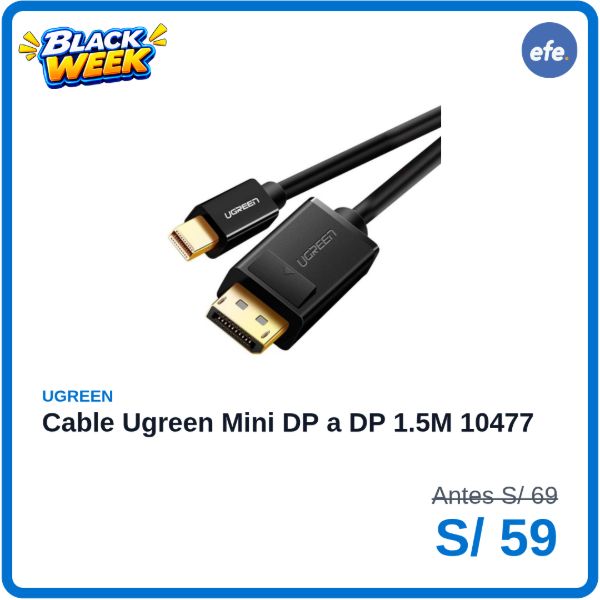 BLACK
WEEK
efe.
UGREEN
UGREEN
UGREEN
Cable Ugreen Mini DP a DP 1.5M 10477
Antes S/ 69
S/ 59